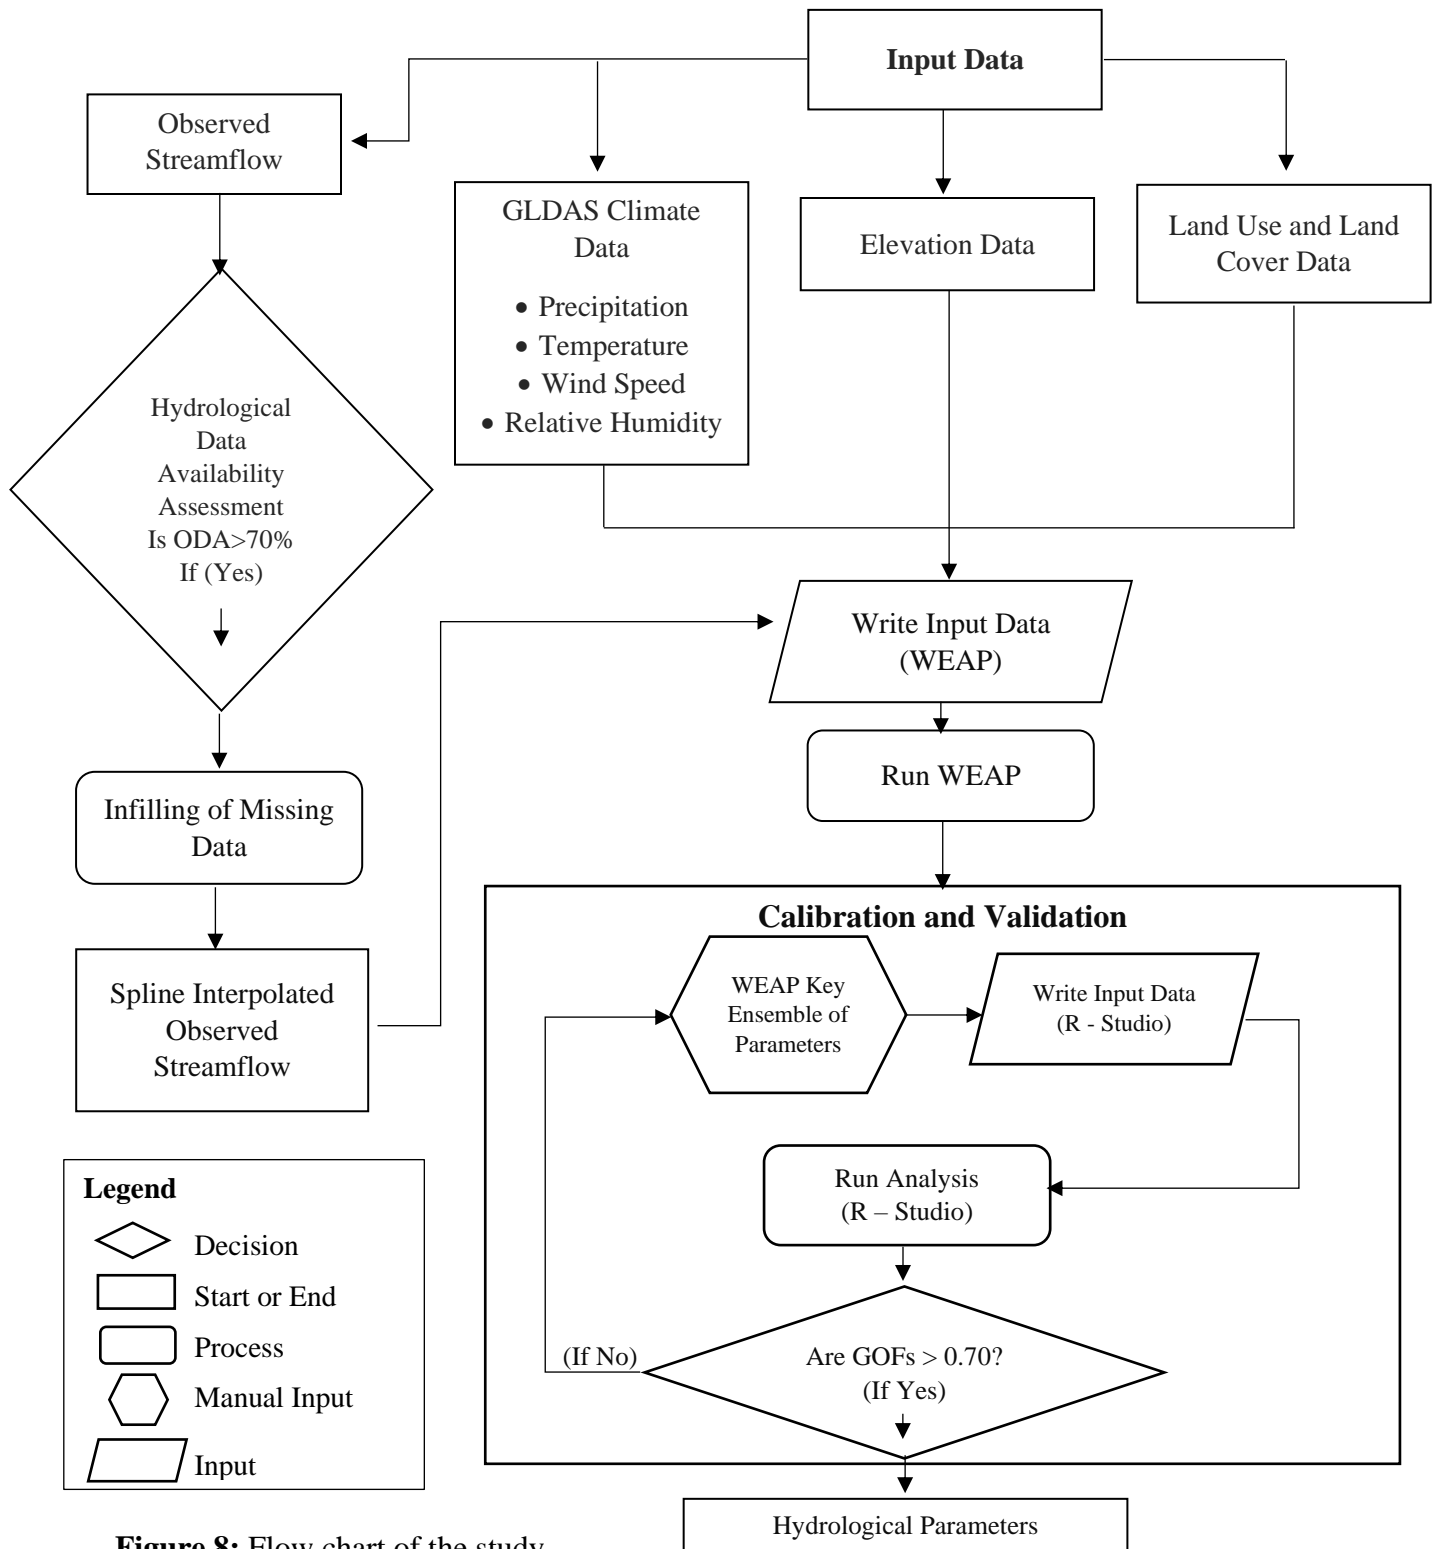 Input Data
Observed
Streamflow
GLDAS Climate
Data
• Precipitation
• Temperature
• Wind Speed
• Relative Humidity
Elevation Data
Land Use and Land
Cover Data
Hydrological
Data
Availability
Assessment
Is ODA>70%
If (Yes)
Write Input Data
(WEAP)
Run WEAP
Infilling of Missing
Data
Spline Interpolated
Observed
Streamflow
Calibration and Validation
WEAP Key
Ensemble of
Parameters
Write Input Data
(R - Studio)
Run Analysis
(R – Studio)
(If No)
Are GOFs > 0.70?
(If Yes)
Legend
Decision
Start or End
Process
Manual Input
Input
Hydrological Parameters
Figure 8: Flow chart of the study